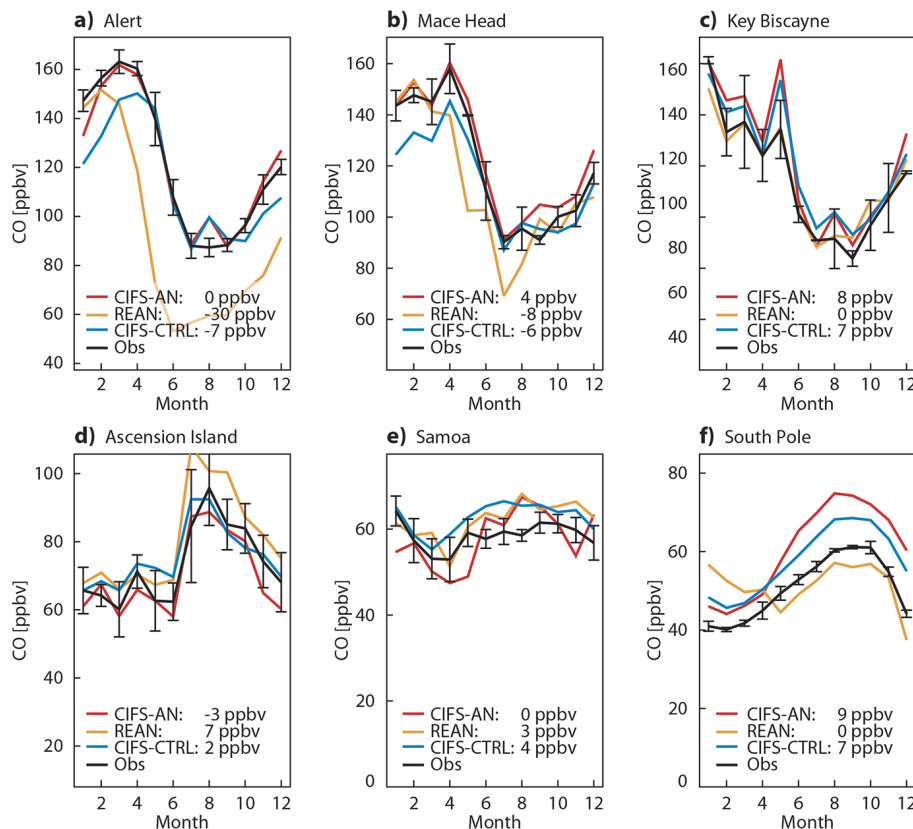 a) Alert
b) Mace Head
c) Key Biscayne
CO [ppbv]
160
140
120
100
80
60
40
CIFS-AN: 0 ppbv
REAN: -30 ppbv
CIFS-CTRL: -7 ppbv
Obs
2 4 6 8 10 12
Month
CO [ppbv]
160
140
120
100
80
60
CIFS-AN: 4 ppbv
REAN: -8 ppbv
CIFS-CTRL: -6 ppbv
Obs
2 4 6 8 10 12
Month
CO [ppbv]
160
140
120
100
80
60
40
CIFS-AN: 8 ppbv
REAN: 0 ppbv
CIFS-CTRL: 7 ppbv
Obs
2 4 6 8 10 12
Month
d) Ascension Island
e) Samoa
f) South Pole
CO [ppbv]
100
80
60
40
20
CIFS-AN: -3 ppbv
REAN: 7 ppbv
CIFS-CTRL: 2 ppbv
Obs
2 4 6 8 10 12
Month
CO [ppbv]
60
40
20
0
CIFS-AN: 0 ppbv
REAN: 3 ppbv
CIFS-CTRL: 4 ppbv
Obs
2 4 6 8 10 12
Month
CO [ppbv]
80
60
40
20
0
CIFS-AN: 9 ppbv
REAN: 0 ppbv
CIFS-CTRL: 7 ppbv
Obs
2 4 6 8 10 12
Month